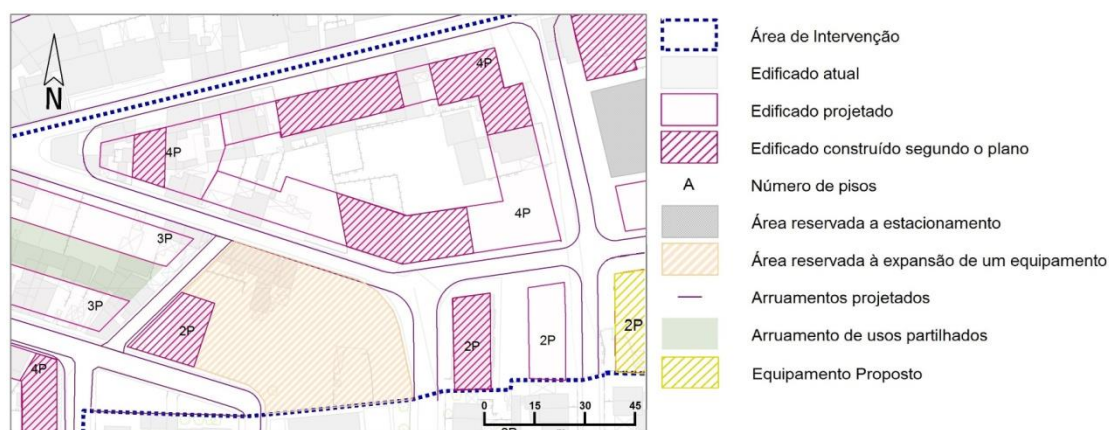 N
4P
4P
4P
3P
3P
2P
2P
2P
2P
4P
0 15 30 45
Área de Intervenção
Edificado atual
Edificado projetado
Edificado construído segundo o plano
A Número de pisos
Área reservada a estacionamento
Área reservada à expansão de um equipamento
Arruamentos projetados
Arruamento de usos partilhados
Equipamento Proposto